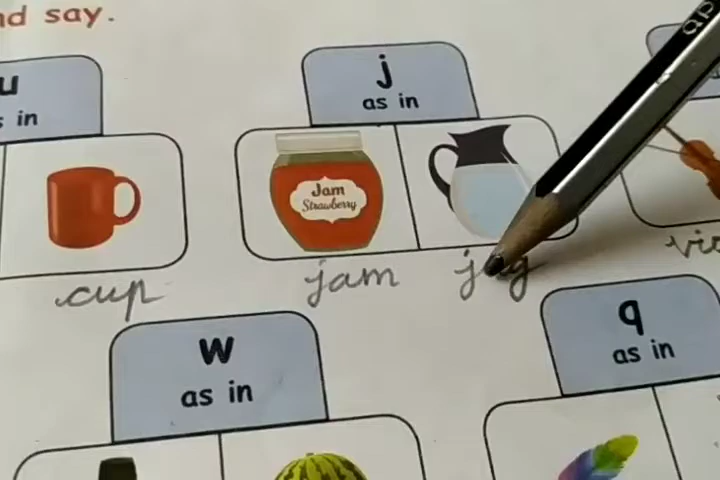 nd say.
u
s in
j
as in
Jam
Strawberry
cup
jam
jug
w
as in
q
as in